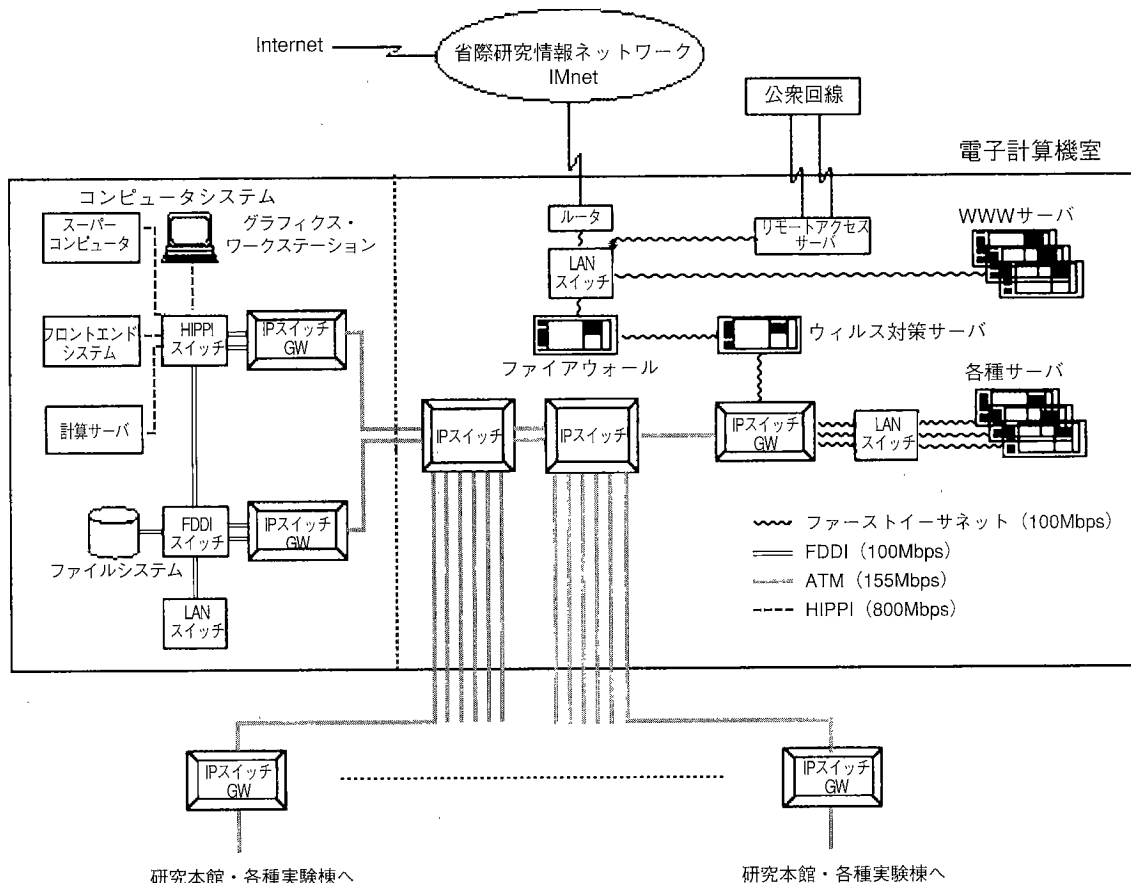 Internet
省際研究情報ネットワーク
IMnet
公衆回線
電子計算機室
コンピュータシステム
スーパー
コンピュータ
グラフィクス・
ワークステーション
ルータ
リモートアクセス
サーバ
WWWサーバ
LAN
スイッチ
フロントエンド
システム
HIPPI
スイッチ
IPスイッチ
GW
ファイアウォール
ウィルス対策サーバ
各種サーバ
計算サーバ
IPスイッチ
IPスイッチ
IPスイッチ
GW
LAN
スイッチ
FDDI
スイッチ
IPスイッチ
GW
ファイルシステム
LAN
スイッチ
ファーストイーサネット（100Mbps）
FDDI（100Mbps）
ATM（155Mbps）
HIPPI（800Mbps）
IPスイッチ
GW
IPスイッチ
GW
研究本館・各種実験棟へ
研究本館・各種実験棟へ